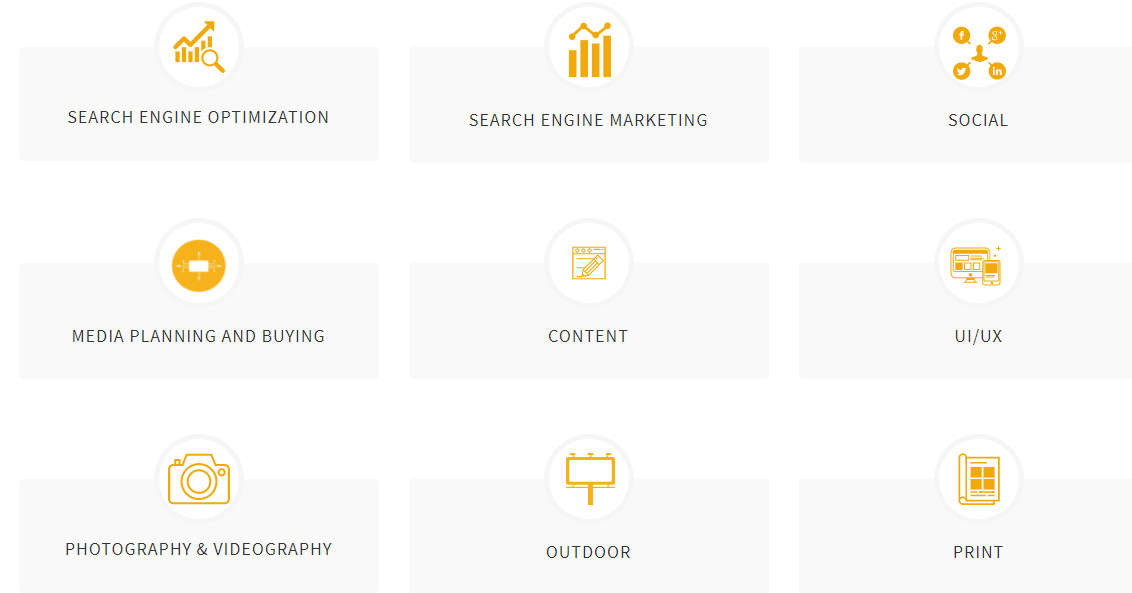 SEARCH ENGINE OPTIMIZATION
SEARCH ENGINE MARKETING
SOCIAL
MEDIA PLANNING AND BUYING
CONTENT
UI/UX
PHOTOGRAPHY & VIDEOGRAPHY
OUTDOOR
PRINT